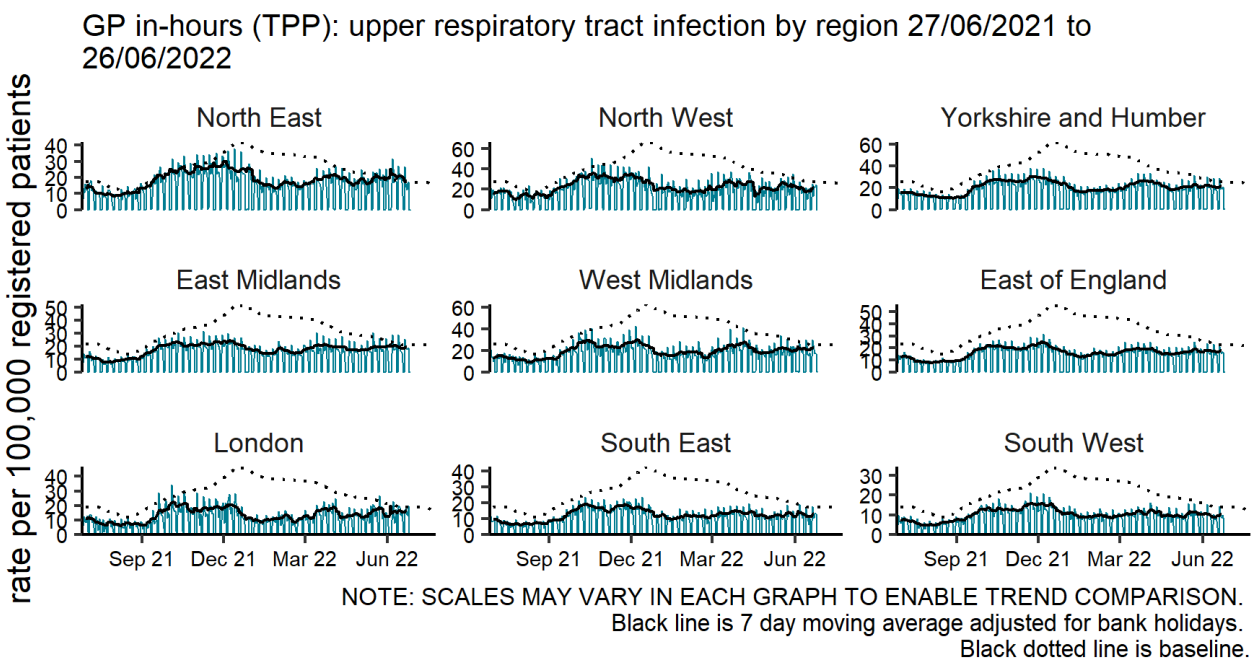 GP in-hours (TPP): upper respiratory tract infection by region 27/06/2021 to
26/06/2022
rate per 100,000 registered patients
North East
40
30
20
10
0
North West
60
40
20
0
Yorkshire and Humber
60
40
20
0
East Midlands
50
40
30
20
10
0
West Midlands
60
40
20
0
East of England
50
40
30
20
10
0
London
40
30
20
10
0
South East
40
30
20
10
0
South West
30
20
10
0
Sep 21 Dec 21 Mar 22 Jun 22
Sep 21 Dec 21 Mar 22 Jun 22
Sep 21 Dec 21 Mar 22 Jun 22
NOTE: SCALES MAY VARY IN EACH GRAPH TO ENABLE TREND COMPARISON.
Black line is 7 day moving average adjusted for bank holidays.
Black dotted line is baseline.